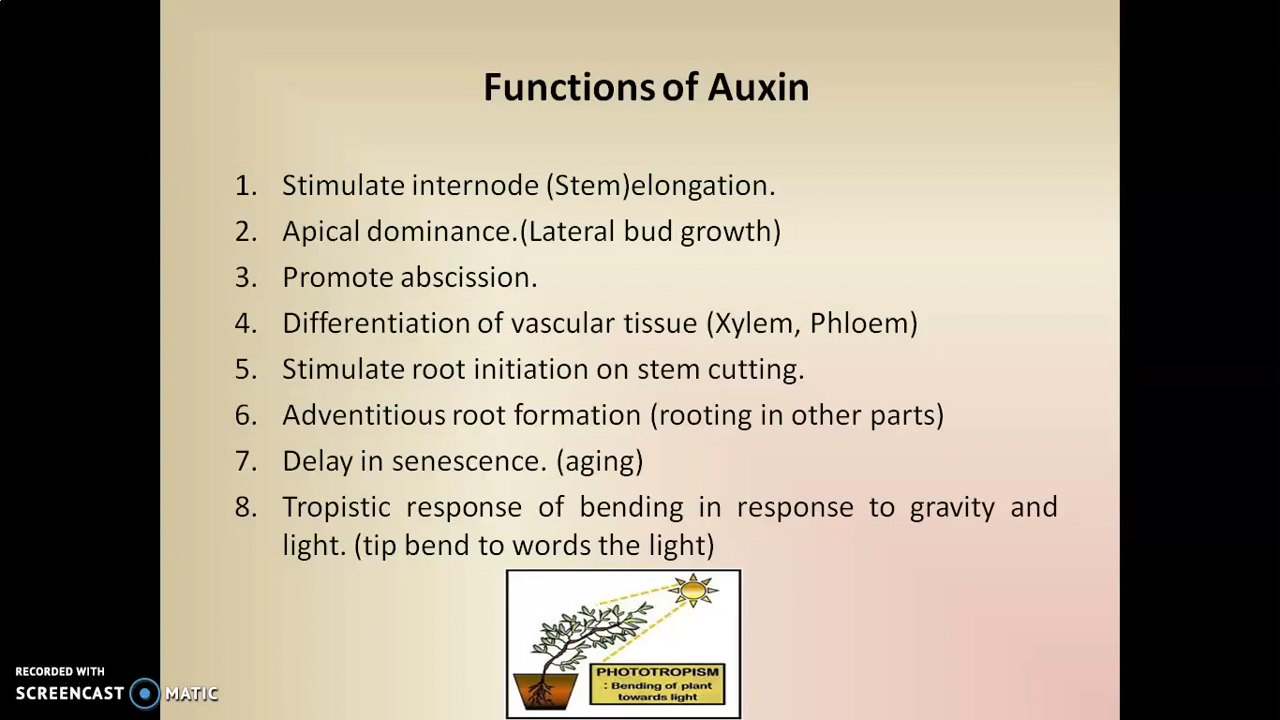 Functions of Auxin
1. Stimulate internode (Stem)elongation.
2. Apical dominance.(Lateral bud growth)
3. Promote abscission.
4. Differentiation of vascular tissue (Xylem, Phloem)
5. Stimulate root initiation on stem cutting.
6. Adventitious root formation (rooting in other parts)
7. Delay in senescence. (aging)
8. Tropistic response of bending in response to gravity and
light. (tip bend to words the light)
PHOTOTROPISM
: Bending of plant
towards light
RECORDED WITH
SCREENCAST MATIC